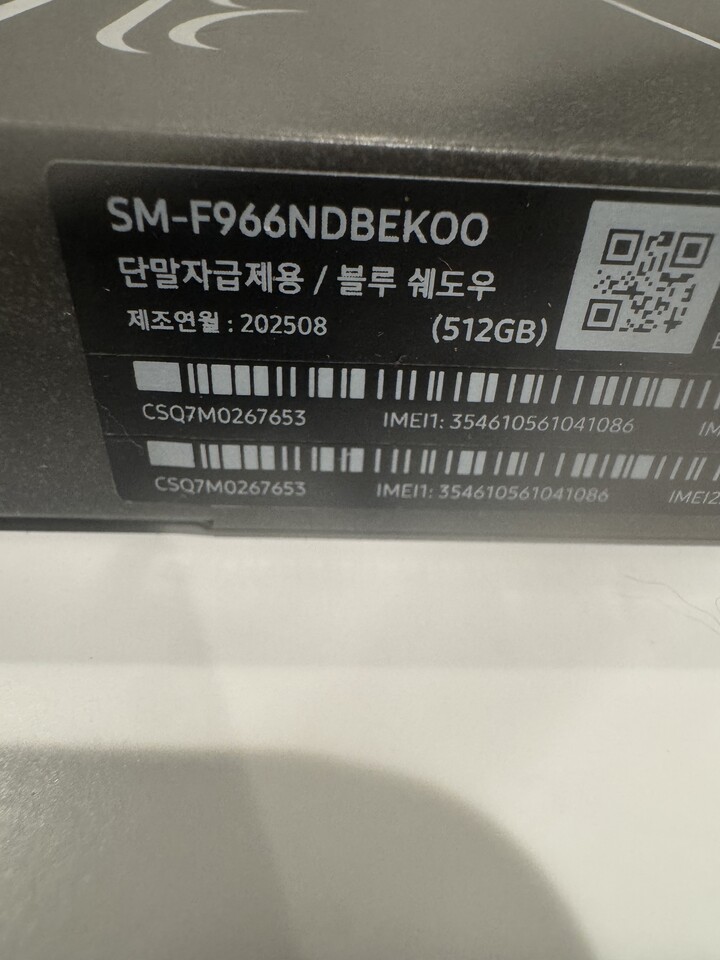 SM-F966NDBEKOO
단말자급제용 / 블루 쉐도우
제조연월 : 202508 (512GB)
CSQ7M0267653 IMEI1: 354610561041086
CSQ7M0267653 IMEI1: 354610561041086 IMEI2